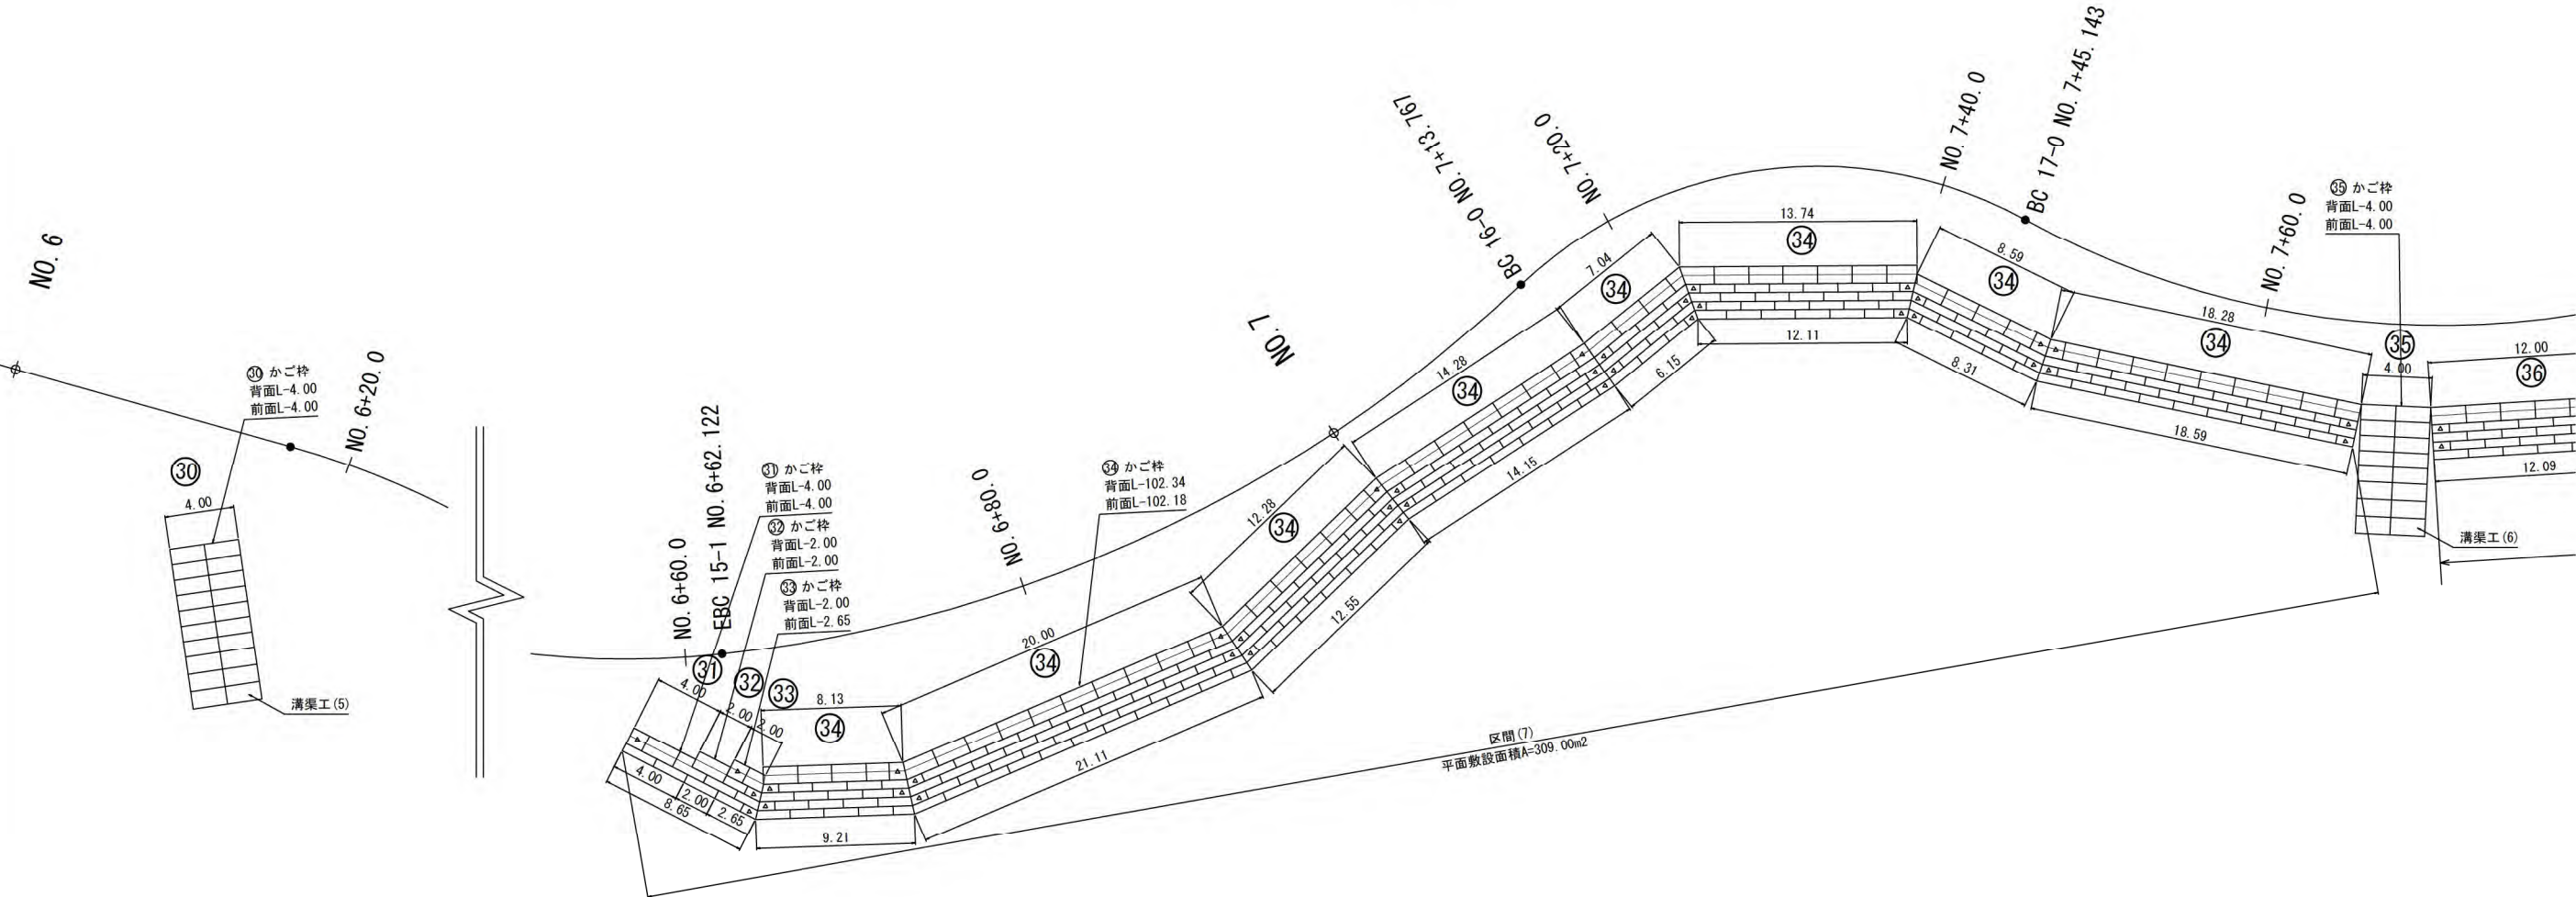 NO. 6
㉚ かご枠
背面L-4.00
前面L-4.00
NO. 6+20.0
㉚
4.00
溝渠工(5)
NO. 6+60.0
EBC 15-1 NO. 6+62.122
㉛ かご枠
背面L-4.00
前面L-4.00
㉜ かご枠
背面L-2.00
前面L-2.00
㉝ かご枠
背面L-2.00
前面L-2.65
㉛
4.00
㉜
2.00
㉝
2.00
4.00
2.00
2.65
8.65
8.13
㉞
9.21
NO. 6+80.0
㉞ かご枠
背面L-102.34
前面L-102.18
20.00
㉞
21.11
12.28
㉞
12.55
NO. 7
14.28
㉞
14.15
BC 16-0 NO. 7+13.767
NO. 7+20.0
7.04
㉞
6.15
13.74
㉞
12.11
NO. 7+40.0
BC 17-0 NO. 7+45.143
8.59
㉞
8.31
NO. 7+60.0
18.28
㉞
18.59
㉟ かご枠
背面L-4.00
前面L-4.00
㉟
4.00
溝渠工(6)
12.00
㊱
12.09
区間(7)
平面敷設面積A=309.00m2